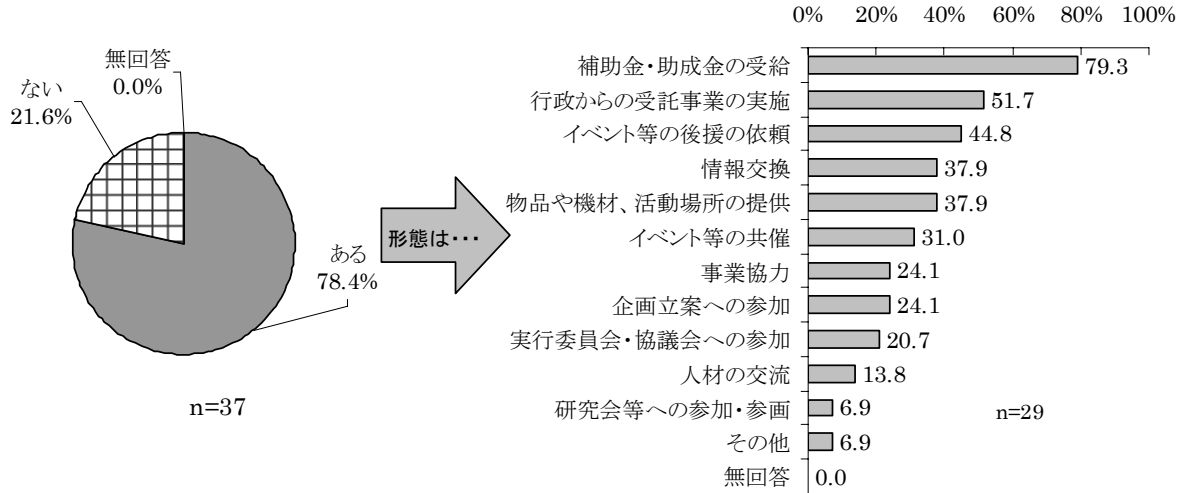 無回答
0.0%
ない
21.6%
ある
78.4%
n=37
形態は・・・
0% 20% 40% 60% 80% 100%
補助金・助成金の受給 79.3
行政からの受託事業の実施 51.7
イベント等の後援の依頼 44.8
情報交換 37.9
物品や機材、活動場所の提供 37.9
イベント等の共催 31.0
事業協力 24.1
企画立案への参加 24.1
実行委員会・協議会への参加 20.7
人材の交流 13.8
研究会等への参加・参画 6.9
n=29
その他 6.9
無回答 0.0